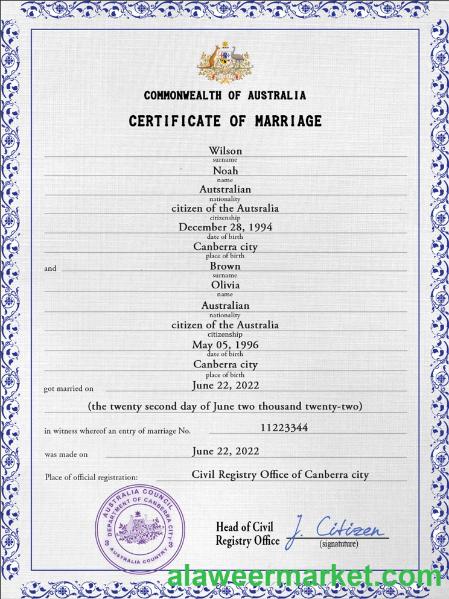 COMMONWEALTH OF AUSTRALIA
CERTIFICATE OF MARRIAGE
Wilson
surname
Noah
name
Autstralian
nationality
citizen of the Autsralia
citizenship
December 28, 1994
date of birth
Canberra city
place of birth
and Brown
surname
Olivia
name
Australian
nationality
citizen of the Australia
citizenship
May 05, 1996
date of birth
Canberra city
place of birth
got married on June 22, 2022
(the twenty second day of June two thousand twenty-two)
in witness whereof an entry of marriage No. 11223344
was made on June 22, 2022
Place of official registration: Civil Registry Office of Canberra city
AUSTRALIA COUNCIL
DEPARTMENT OF CANBERRA CITY
AUSTRALIA COUNTRY
Head of Civil
Registry Office
J. Citizen
(signatuture)
alaweermarket.com